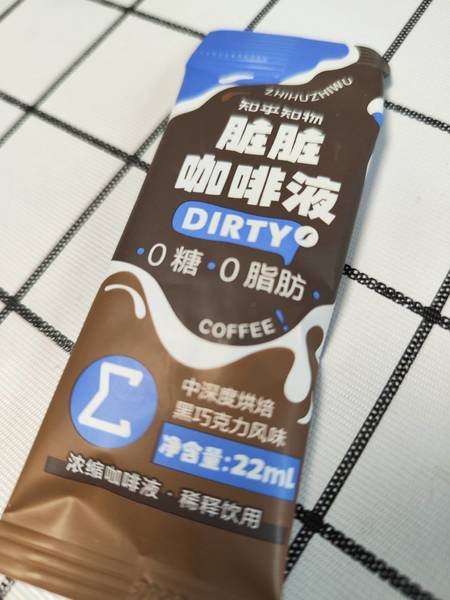 ZHIHUZHIWU
知乎知物
脏脏
咖啡液
DIRTY
·0糖·0脂肪·
COFFEE!
中深度烘焙
黑巧克力风味
净含量:22mL
浓缩咖啡液·稀释饮用